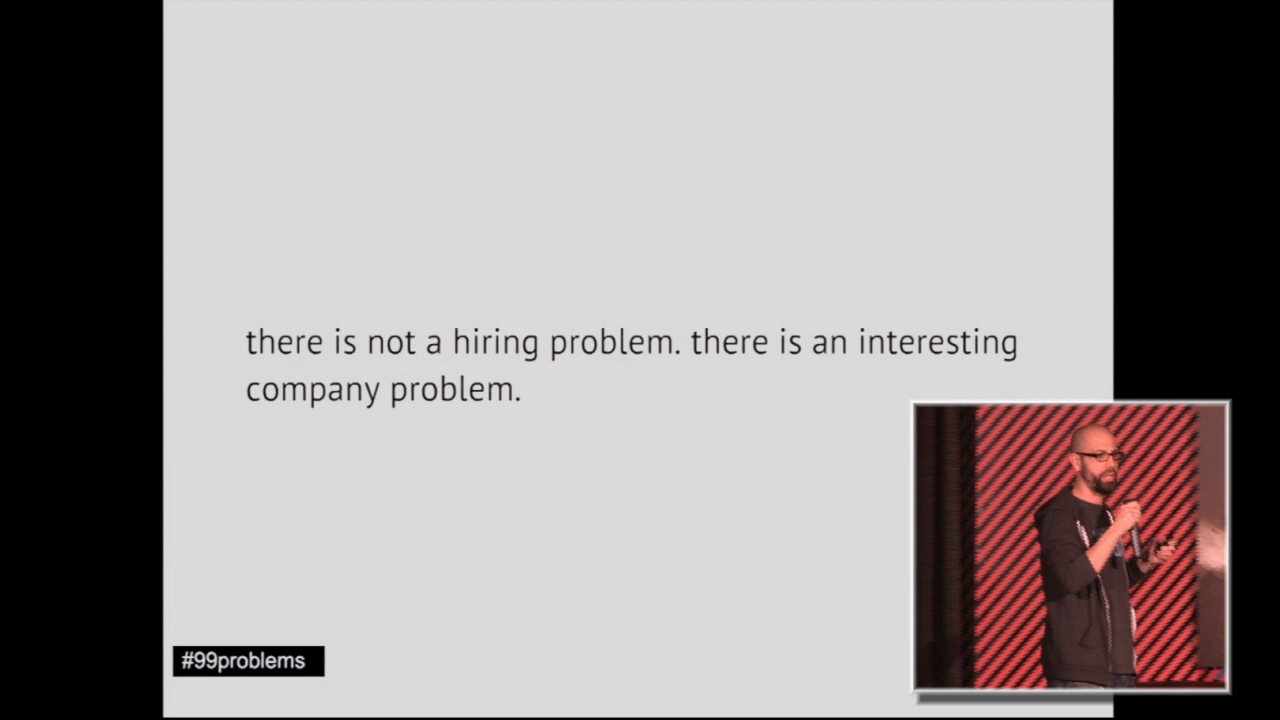 there is not a hiring problem. there is an interesting
company problem.
#99problems